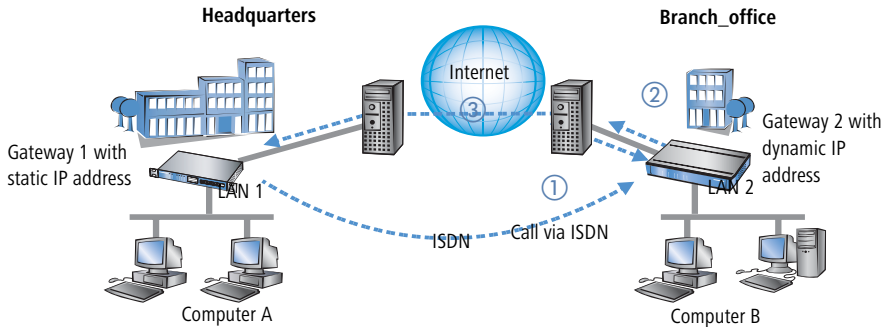 Headquarters
Branch_office
Internet
③
②
Gateway 1 with
static IP address
Gateway 2 with
dynamic IP
address
LAN 1
LAN 2
①
ISDN
Call via ISDN
Computer A
Computer B